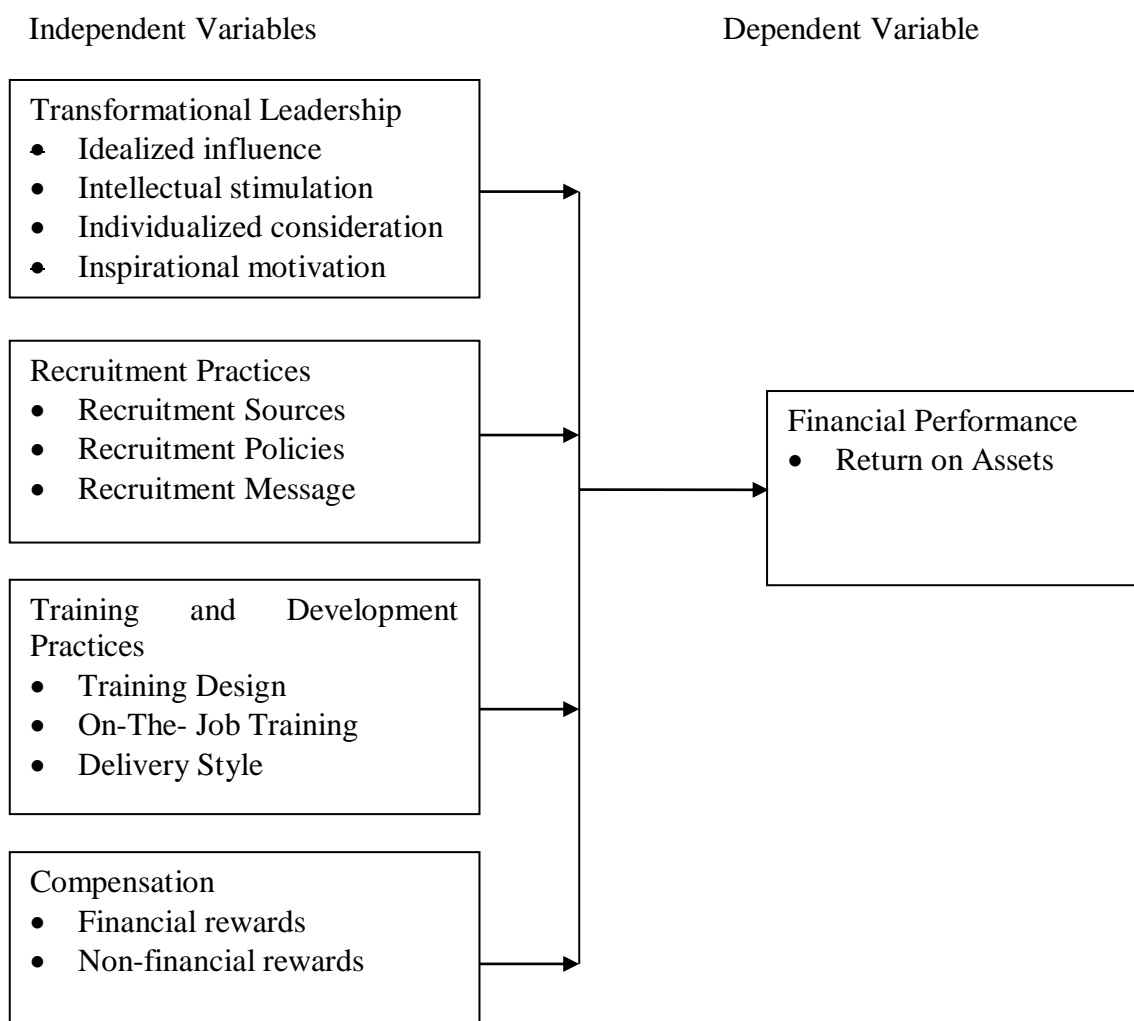 Independent Variables
Dependent Variable
Transformational Leadership
• Idealized influence
• Intellectual stimulation
• Individualized consideration
• Inspirational motivation
Recruitment Practices
• Recruitment Sources
• Recruitment Policies
• Recruitment Message
Training and Development
Practices
• Training Design
• On-The- Job Training
• Delivery Style
Compensation
• Financial rewards
• Non-financial rewards
Financial Performance
• Return on Assets